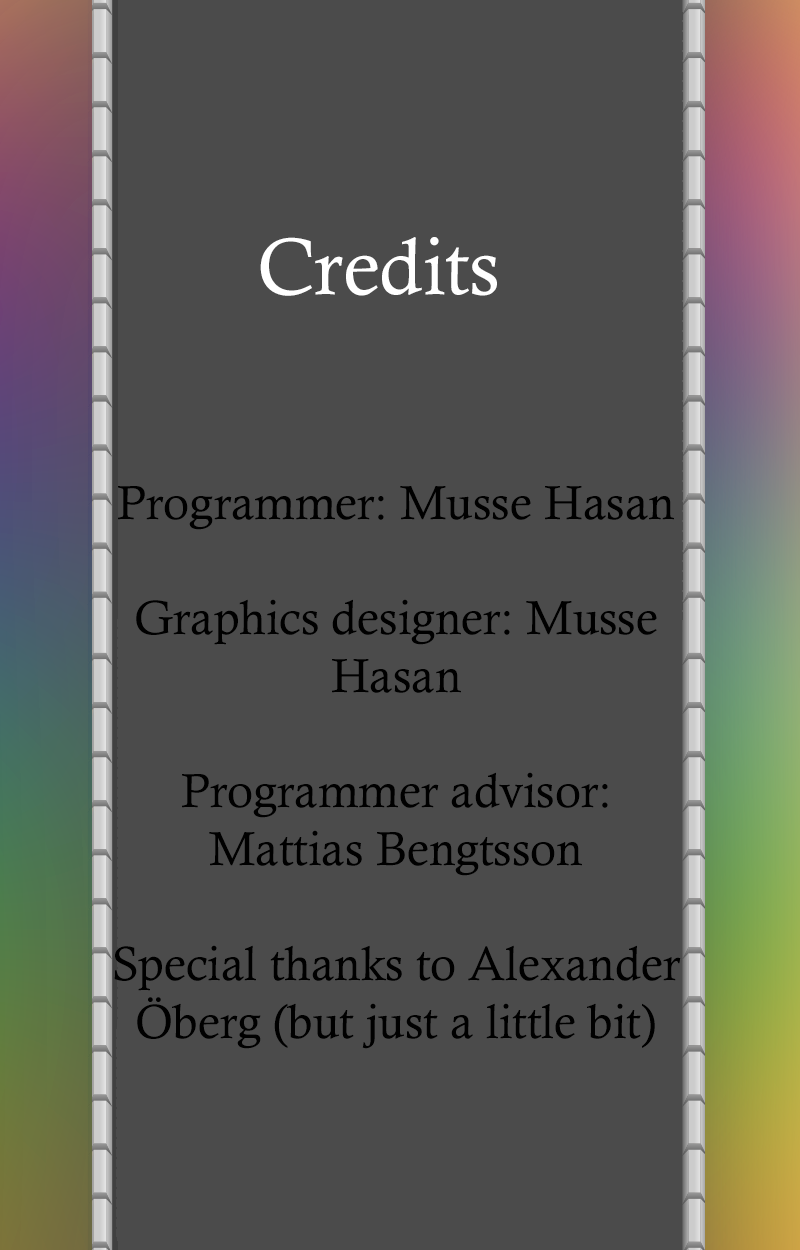 Credits
Programmer: Musse Hasan
Graphics designer: Musse
Hasan
Programmer advisor:
Mattias Bengtsson
Special thanks to Alexander
Öberg (but just a little bit)